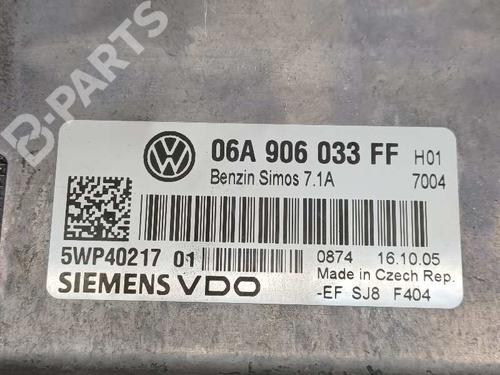 B-PARTS
06A 906 033 FF H01
Benzin Simos 7.1A 7004
5WP40217 01 0874 16.10.05
SIEMENS VDO Made in Czech Rep.
-EF SJ8 F404